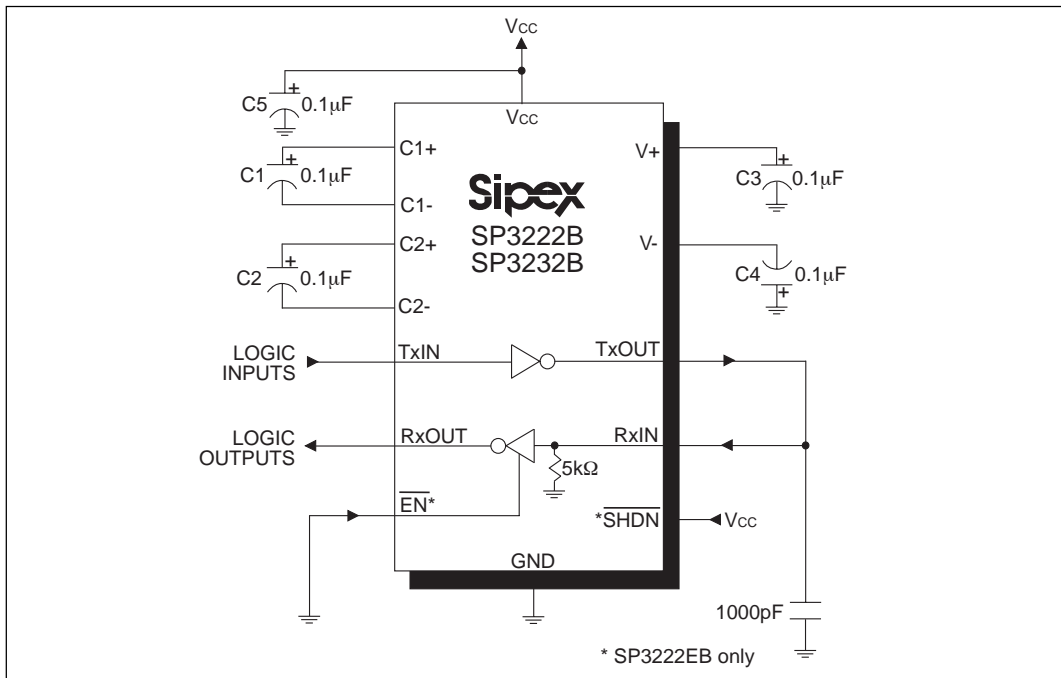 VCC
VCC
C5
+
0.1µF
C1
+
0.1µF
C2
+
0.1µF
C1+
C1-
C2+
C2-
Sipex
SP3222B
SP3232B
V+
V-
+
C3
0.1µF
C4
0.1µF
+
LOGIC
INPUTS
TxIN
TxOUT
LOGIC
OUTPUTS
RxOUT
RxIN
5kΩ
EN*
*SHDN
VCC
GND
1000pF
* SP3222EB only